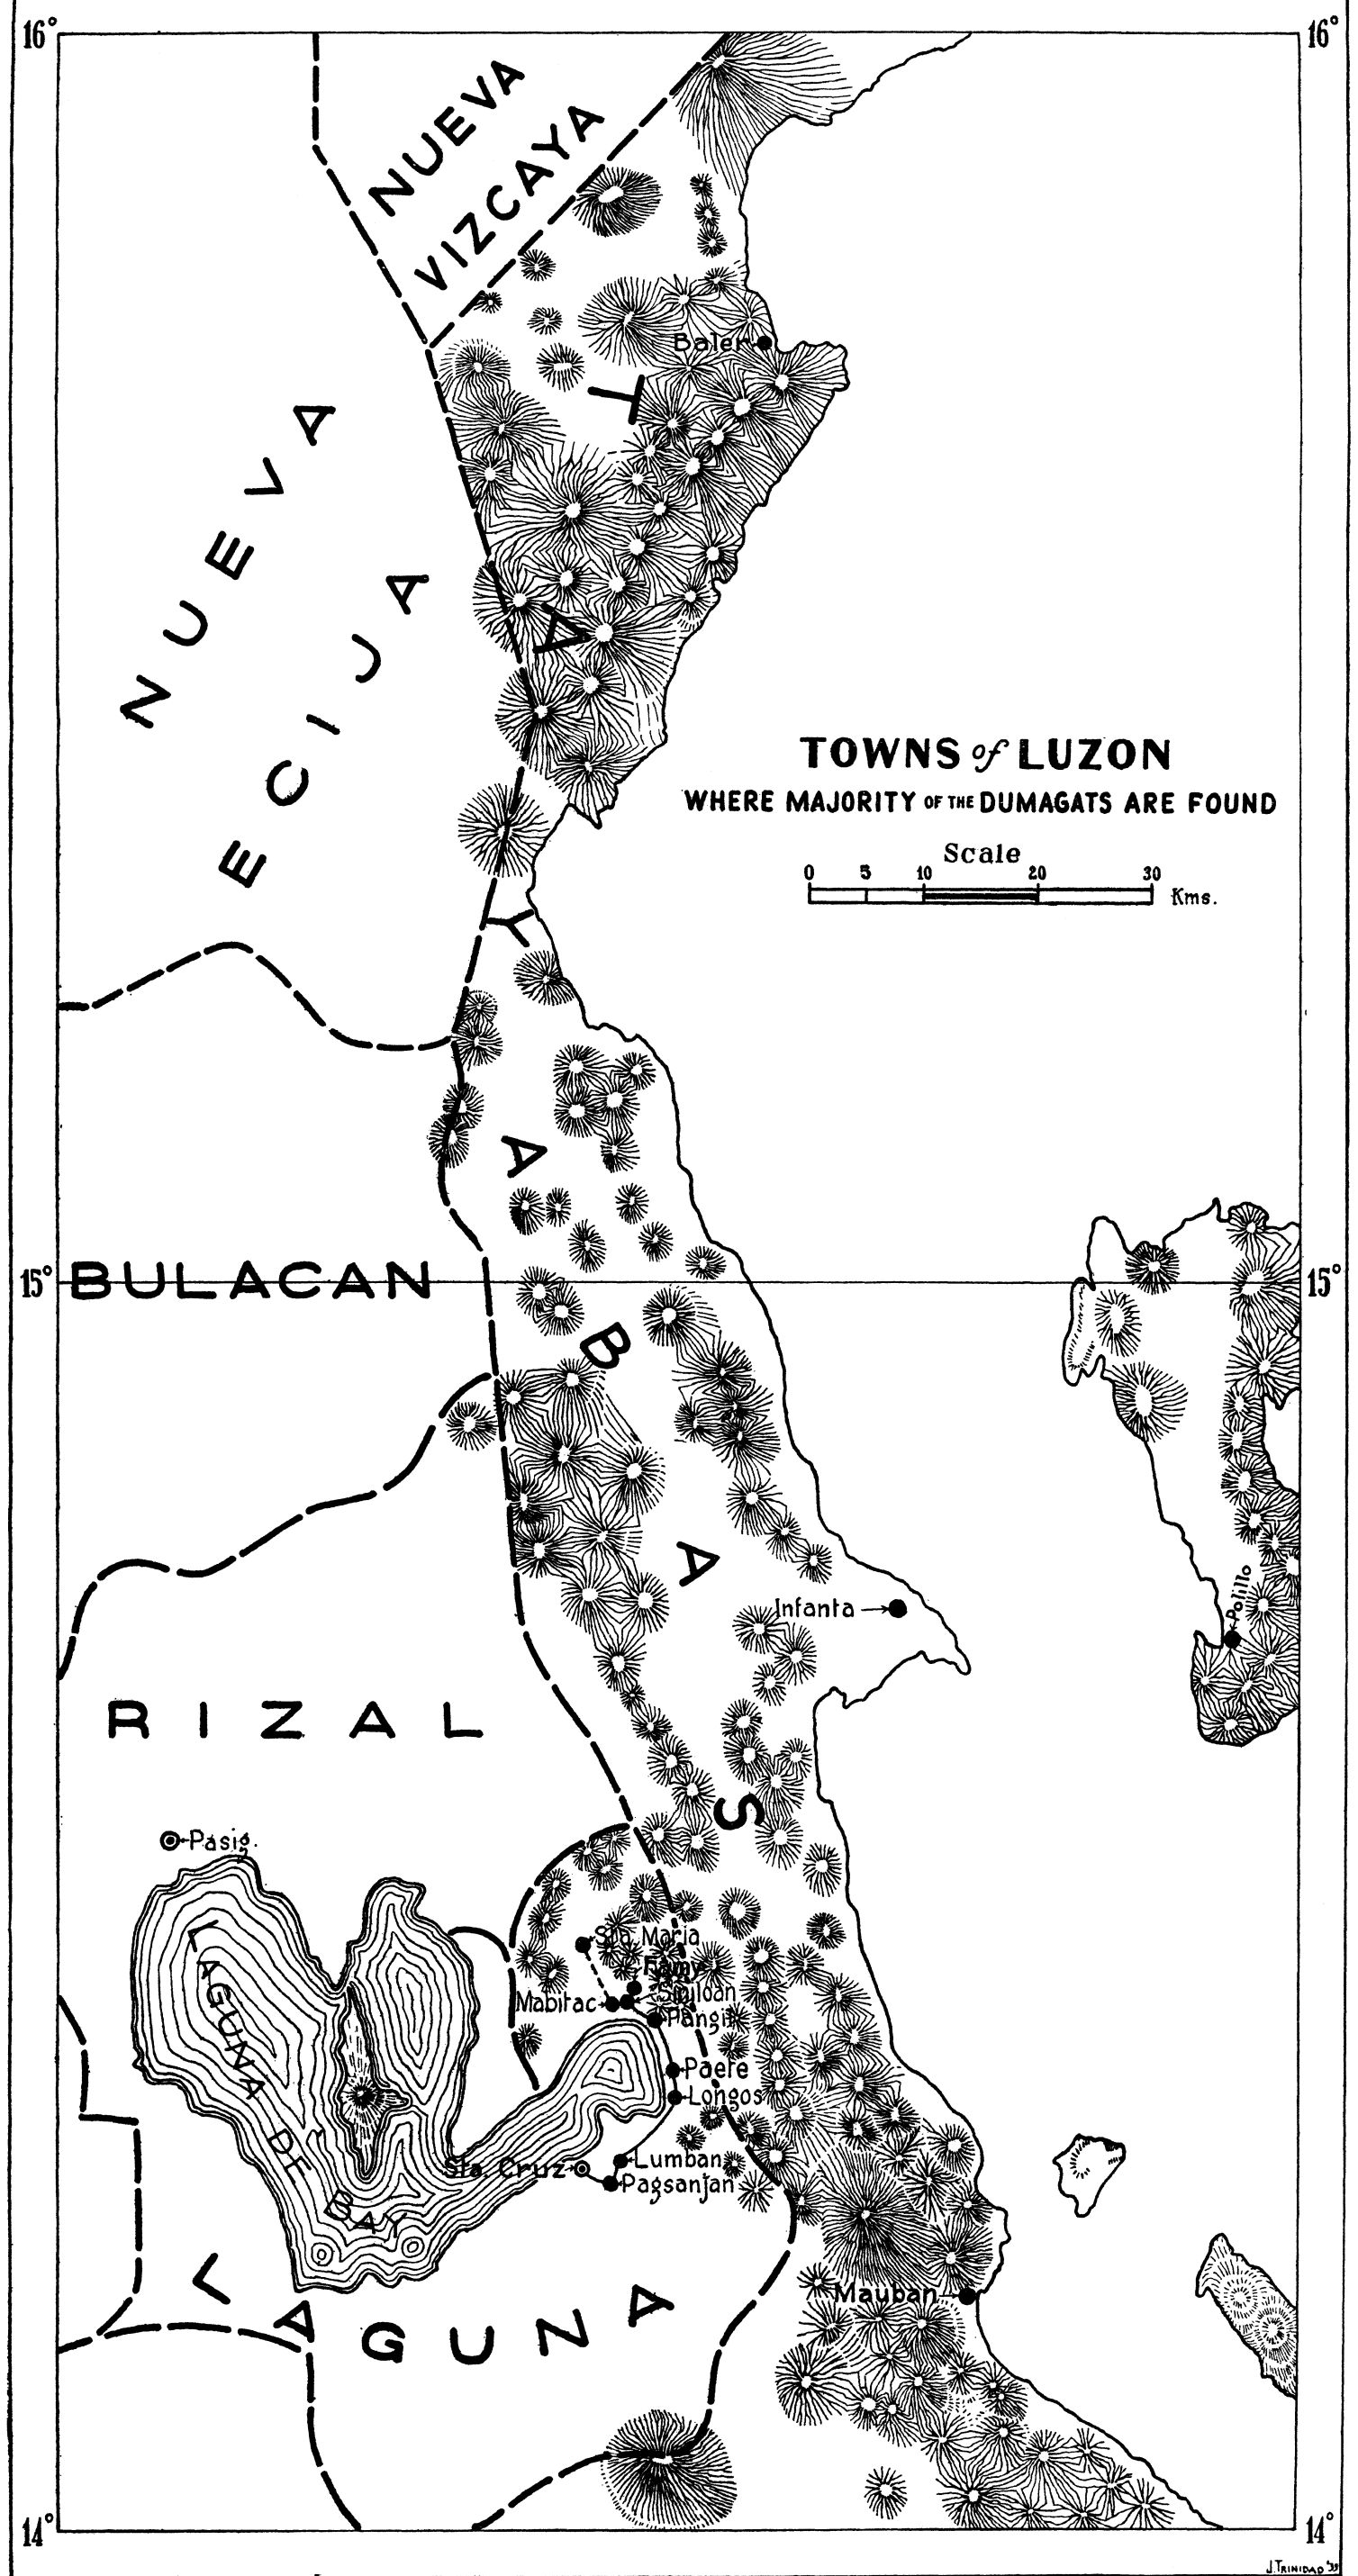 16° 16°
NUEVA
VIZCAYA
Baler
TAYABAS
NUEVA
ECIJA
TOWNS of LUZON
WHERE MAJORITY OF THE DUMAGATS ARE FOUND
Scale
0 5 10 20 30
Kms.
15° BULACAN 15°
Infanta
Polillo
RIZAL
Pasig.
LAGUNA DE BAY
Sta. Maria
Famy
Siniloan
Mabitac
Pangil
Paete
Longos
Lumban
Sta. Cruz
Pagsanjan
Mauban
LAGUNA
14° 14°
J. TRINIDAD '39